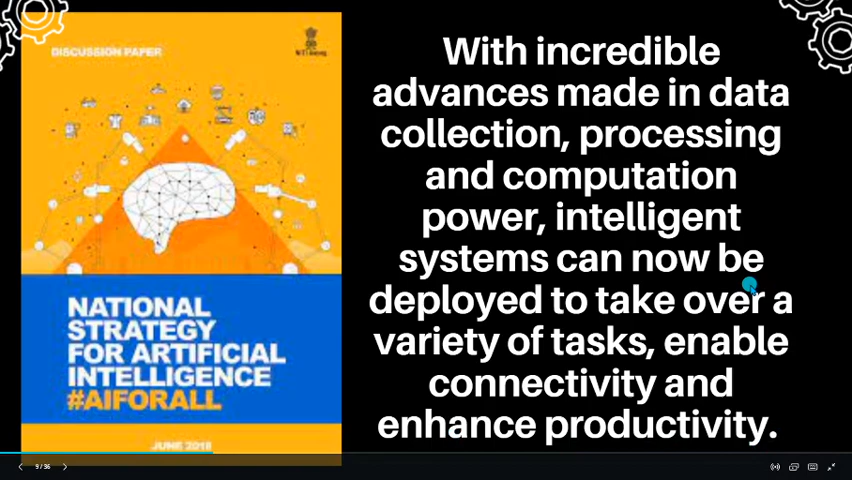 DISCUSSION PAPER
NITI Aayog
NATIONAL
STRATEGY
FOR ARTIFICIAL
INTELLIGENCE
#AIFORALL
JUNE 2018
With incredible
advances made in data
collection, processing
and computation
power, intelligent
systems can now be
deployed to take over a
variety of tasks, enable
connectivity and
enhance productivity.
9 / 36